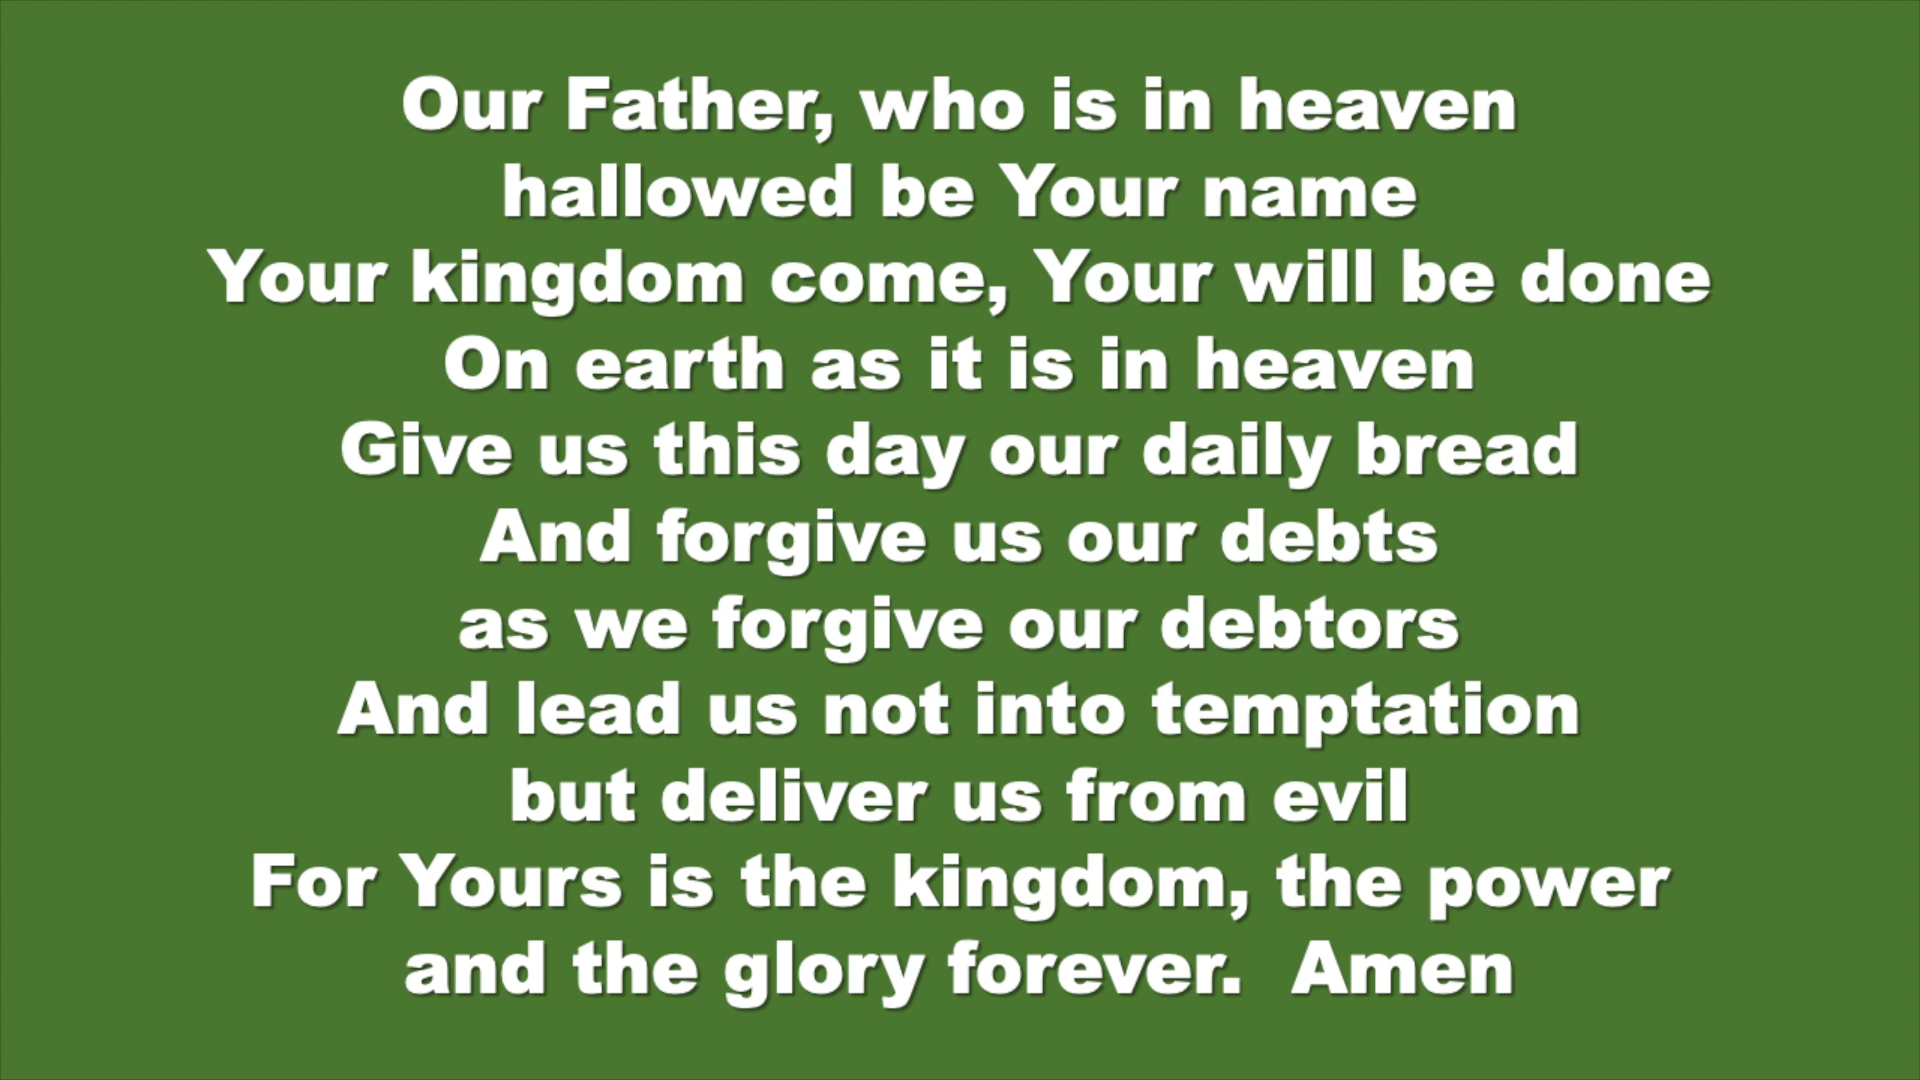 Our Father, who is in heaven
hallowed be Your name
Your kingdom come, Your will be done
On earth as it is in heaven
Give us this day our daily bread
And forgive us our debts
as we forgive our debtors
And lead us not into temptation
but deliver us from evil
For Yours is the kingdom, the power
and the glory forever.  Amen